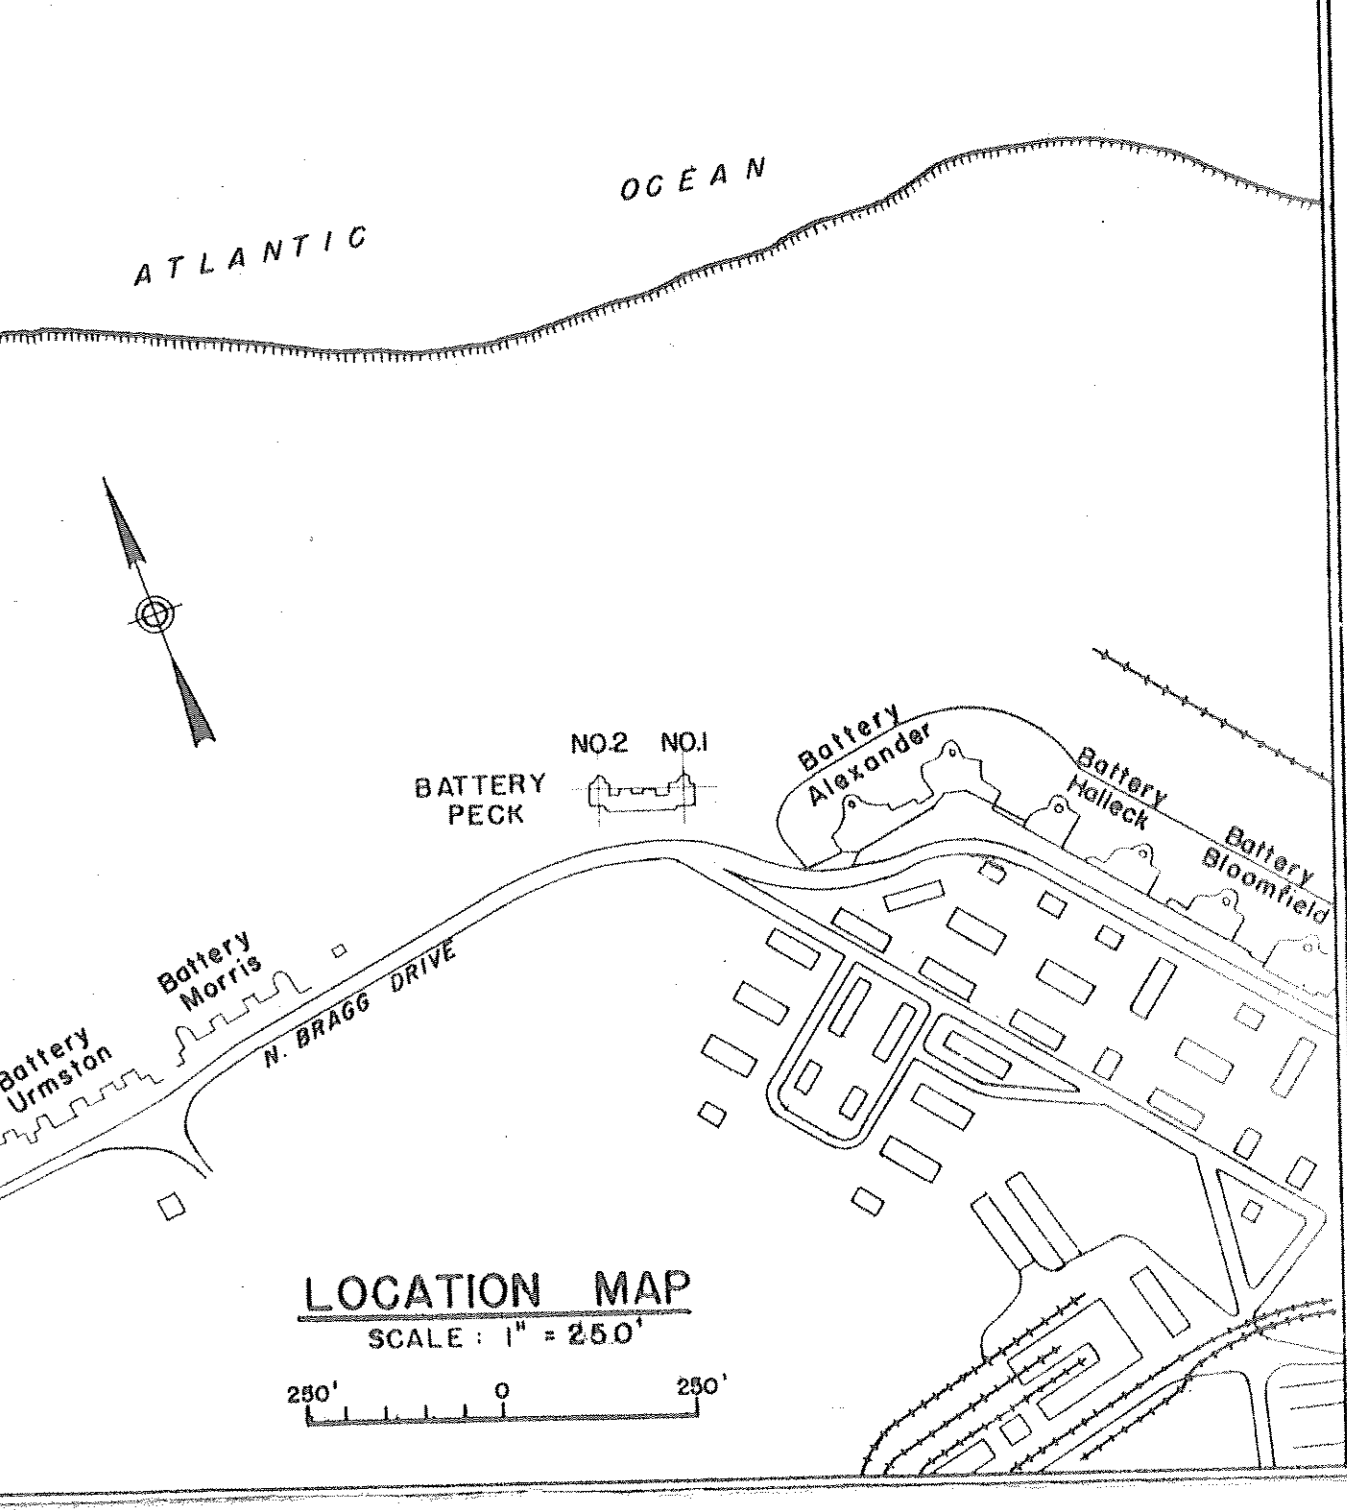 ATLANTIC OCEAN
NO.2 NO.1
BATTERY
PECK
Battery
Alexander
Battery
Halleck
Battery
Bloomfield
Battery
Morris
N. BRAGG DRIVE
Battery
Urmston
LOCATION MAP
SCALE : 1" = 250'
250' 0 250'